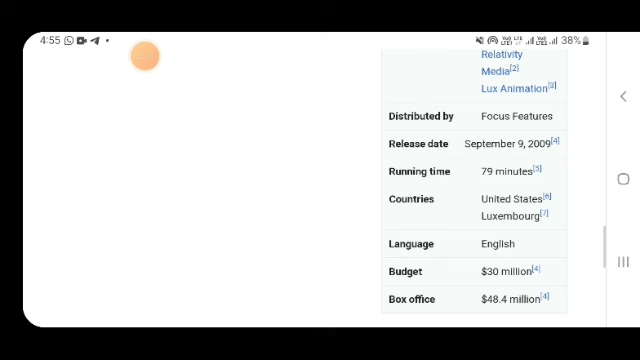 4:55 38%
Relativity
Media[2]
Lux Animation[3]
Distributed by Focus Features
Release date September 9, 2009[4]
Running time 79 minutes[5]
Countries United States[6]
Luxembourg[7]
Language English
Budget $30 million[4]
Box office $48.4 million[4]